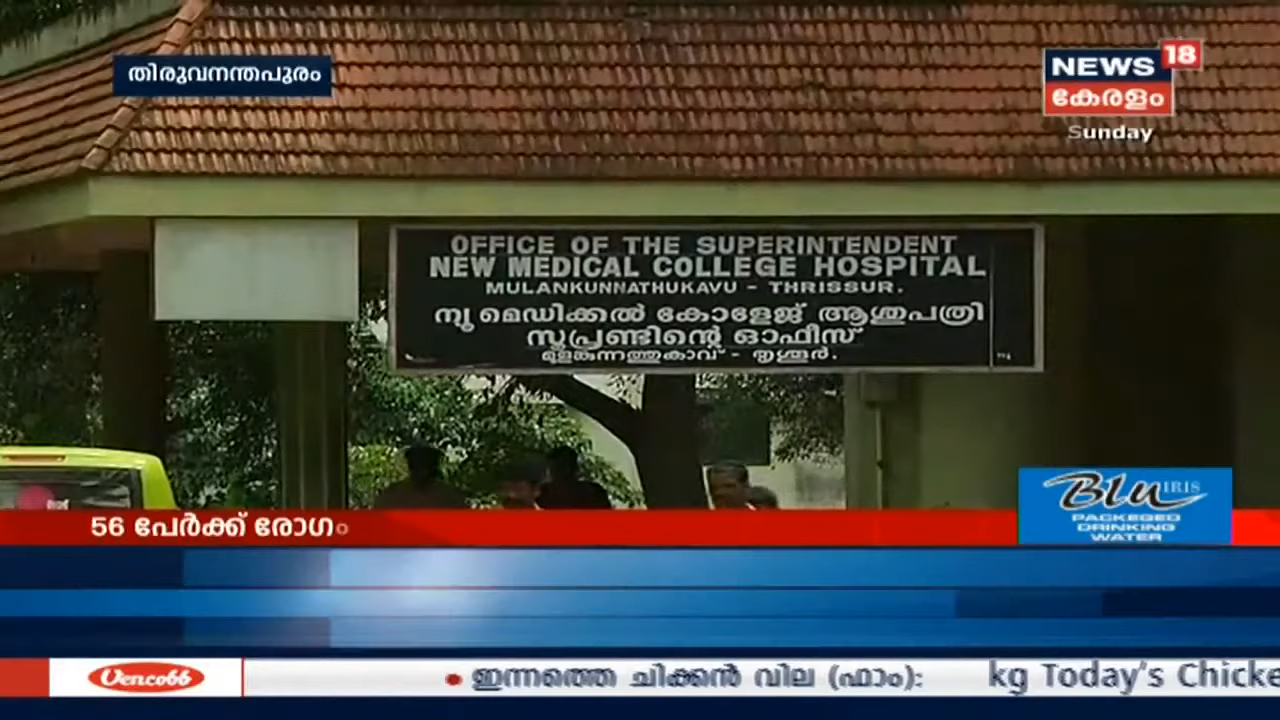 തിരുവനന്തപുരം
NEWS 18
കേരളം
Sunday
OFFICE OF THE SUPERINTENDENT
NEW MEDICAL COLLEGE HOSPITAL
MULANKUNNATHUKAVU - THRISSUR.
ന്യൂ മെഡിക്കൽ കോളേജ് ആശുപത്രി
സൂപ്രണ്ടിന്റെ ഓഫീസ്
മുളങ്കുന്നത്തുകാവ് - തൃശ്ശൂർ.
Blu IRIS
PACKEGED
DRINKING
WATER
56 പേർക്ക് രോഗം
Vencobb
• ഇന്നത്തെ ചിക്കൻ വില (ഫാം): kg Today's Chicke